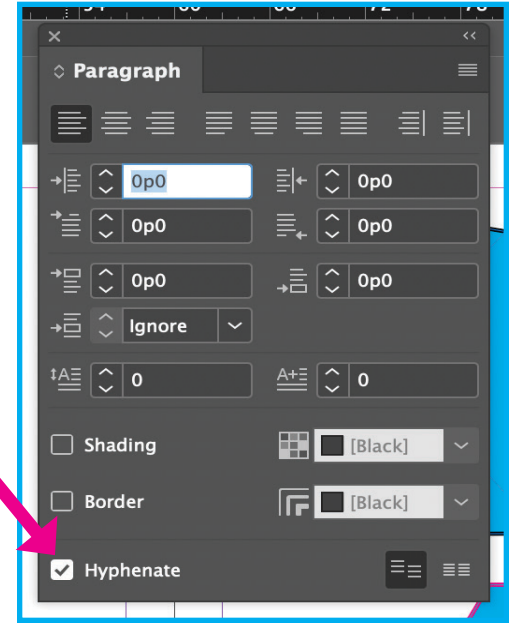 Paragraph
0p0 0p0
0p0 0p0
0p0 0p0
Ignore
0 0
Shading [Black]
Border [Black]
Hyphenate